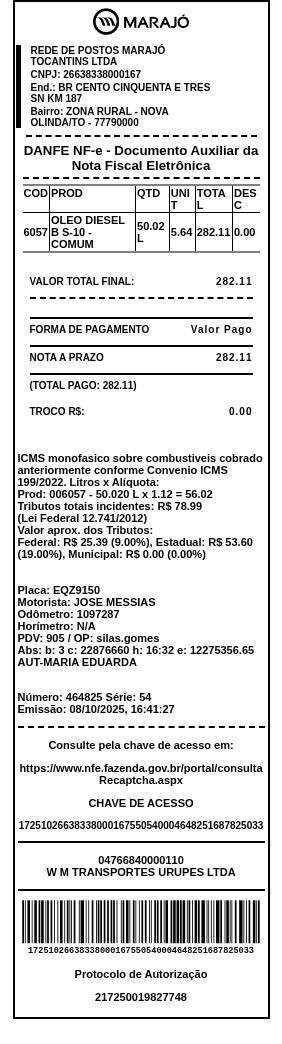 MARAJÓ
REDE DE POSTOS MARAJÓ
TOCANTINS LTDA
CNPJ: 26638338000167
End.: BR CENTO CINQUENTA E TRES
SN KM 187
Bairro: ZONA RURAL - NOVA
OLINDA/TO - 77790000
DANFE NF-e - Documento Auxiliar da
Nota Fiscal Eletrônica
COD PROD QTD UNI T TOTA L DES C
6057 OLEO DIESEL B S-10 - COMUM 50.02 L 5.64 282.11 0.00
VALOR TOTAL FINAL: 282.11
FORMA DE PAGAMENTO Valor Pago
NOTA A PRAZO 282.11
(TOTAL PAGO: 282.11)
TROCO R$: 0.00
ICMS monofasico sobre combustiveis cobrado
anteriormente conforme Convenio ICMS
199/2022. Litros x Alíquota:
Prod: 006057 - 50.020 L x 1.12 = 56.02
Tributos totais incidentes: R$ 78.99
(Lei Federal 12.741/2012)
Valor aprox. dos Tributos:
Federal: R$ 25.39 (9.00%), Estadual: R$ 53.60
(19.00%), Municipal: R$ 0.00 (0.00%)
Placa: EQZ9150
Motorista: JOSE MESSIAS
Odômetro: 1097287
Horímetro: N/A
PDV: 905 / OP: silas.gomes
Abs: b: 3 c: 22876660 h: 16:32 e: 12275356.65
AUT-MARIA EDUARDA
Número: 464825 Série: 54
Emissão: 08/10/2025, 16:41:27
Consulte pela chave de acesso em:
https://www.nfe.fazenda.gov.br/portal/consulta
Recaptcha.aspx
CHAVE DE ACESSO
17251026638338000167550540004648251687825033
04766840000110
W M TRANSPORTES URUPES LTDA
17251026638338000167550540004648251687825033
Protocolo de Autorização
217250019827748